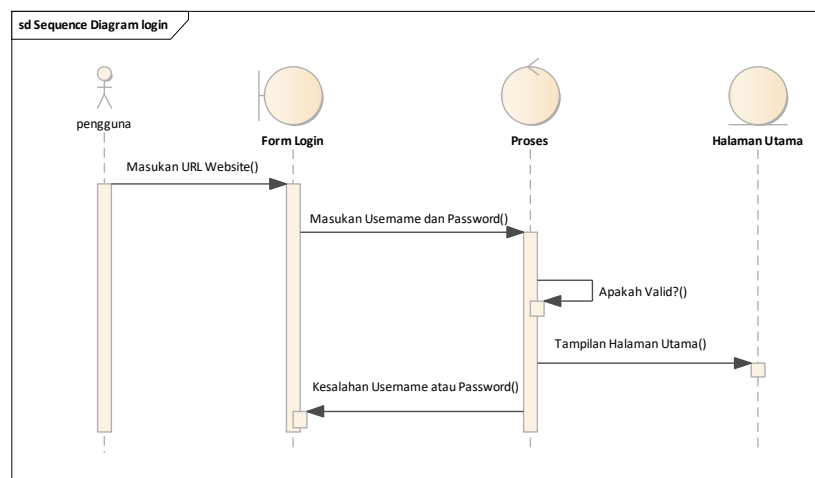 sd Sequence Diagram login
pengguna
Form Login
Proses
Halaman Utama
Masukan URL Website()
Masukan Username dan Password()
Apakah Valid?()
Tampilan Halaman Utama()
Kesalahan Username atau Password()